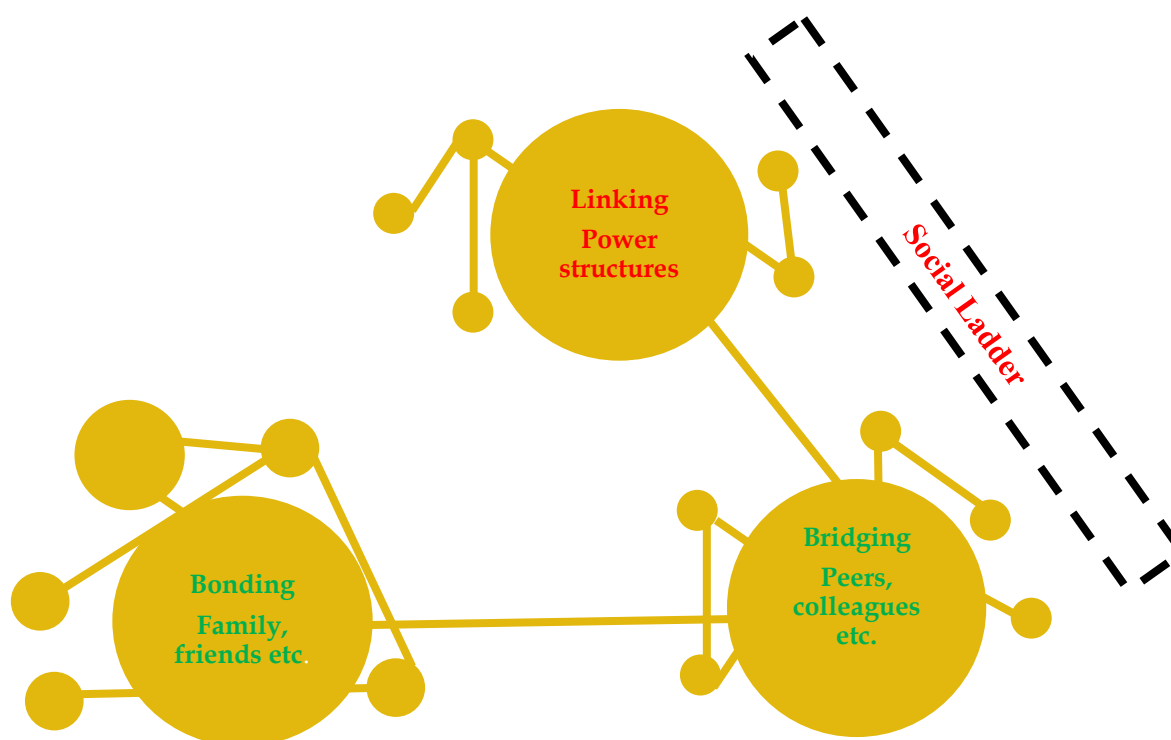 Linking
Power
structures
Social Ladder
Bridging
Peers,
colleagues
etc.
Bonding
Family,
friends etc.